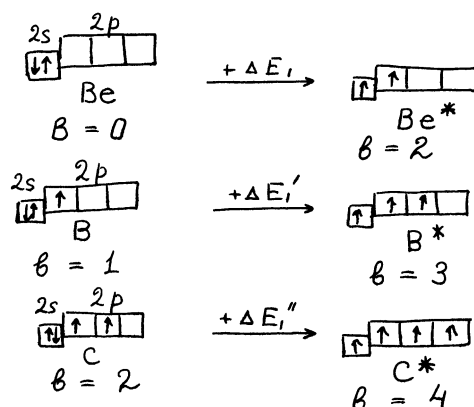 2s 2p
↓↑ + ΔE₁ ↑ ↑
Be Be*
B = 0 в = 2
2s 2p
↓↑ ↑ + ΔE₁′ ↑ ↑ ↑
B B*
в = 1 в = 3
2s 2p
↑↓ ↑ ↑ + ΔE₁″ ↑ ↑ ↑ ↑
C C*
в = 2 в = 4